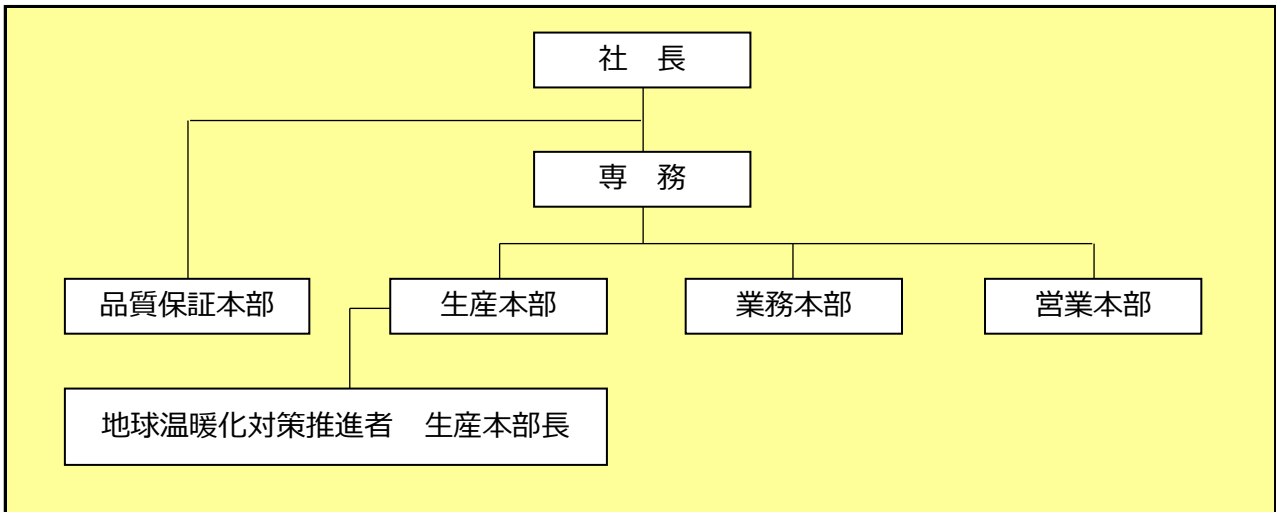 社　長
専　務
品質保証本部
生産本部
業務本部
営業本部
地球温暖化対策推進者　生産本部長